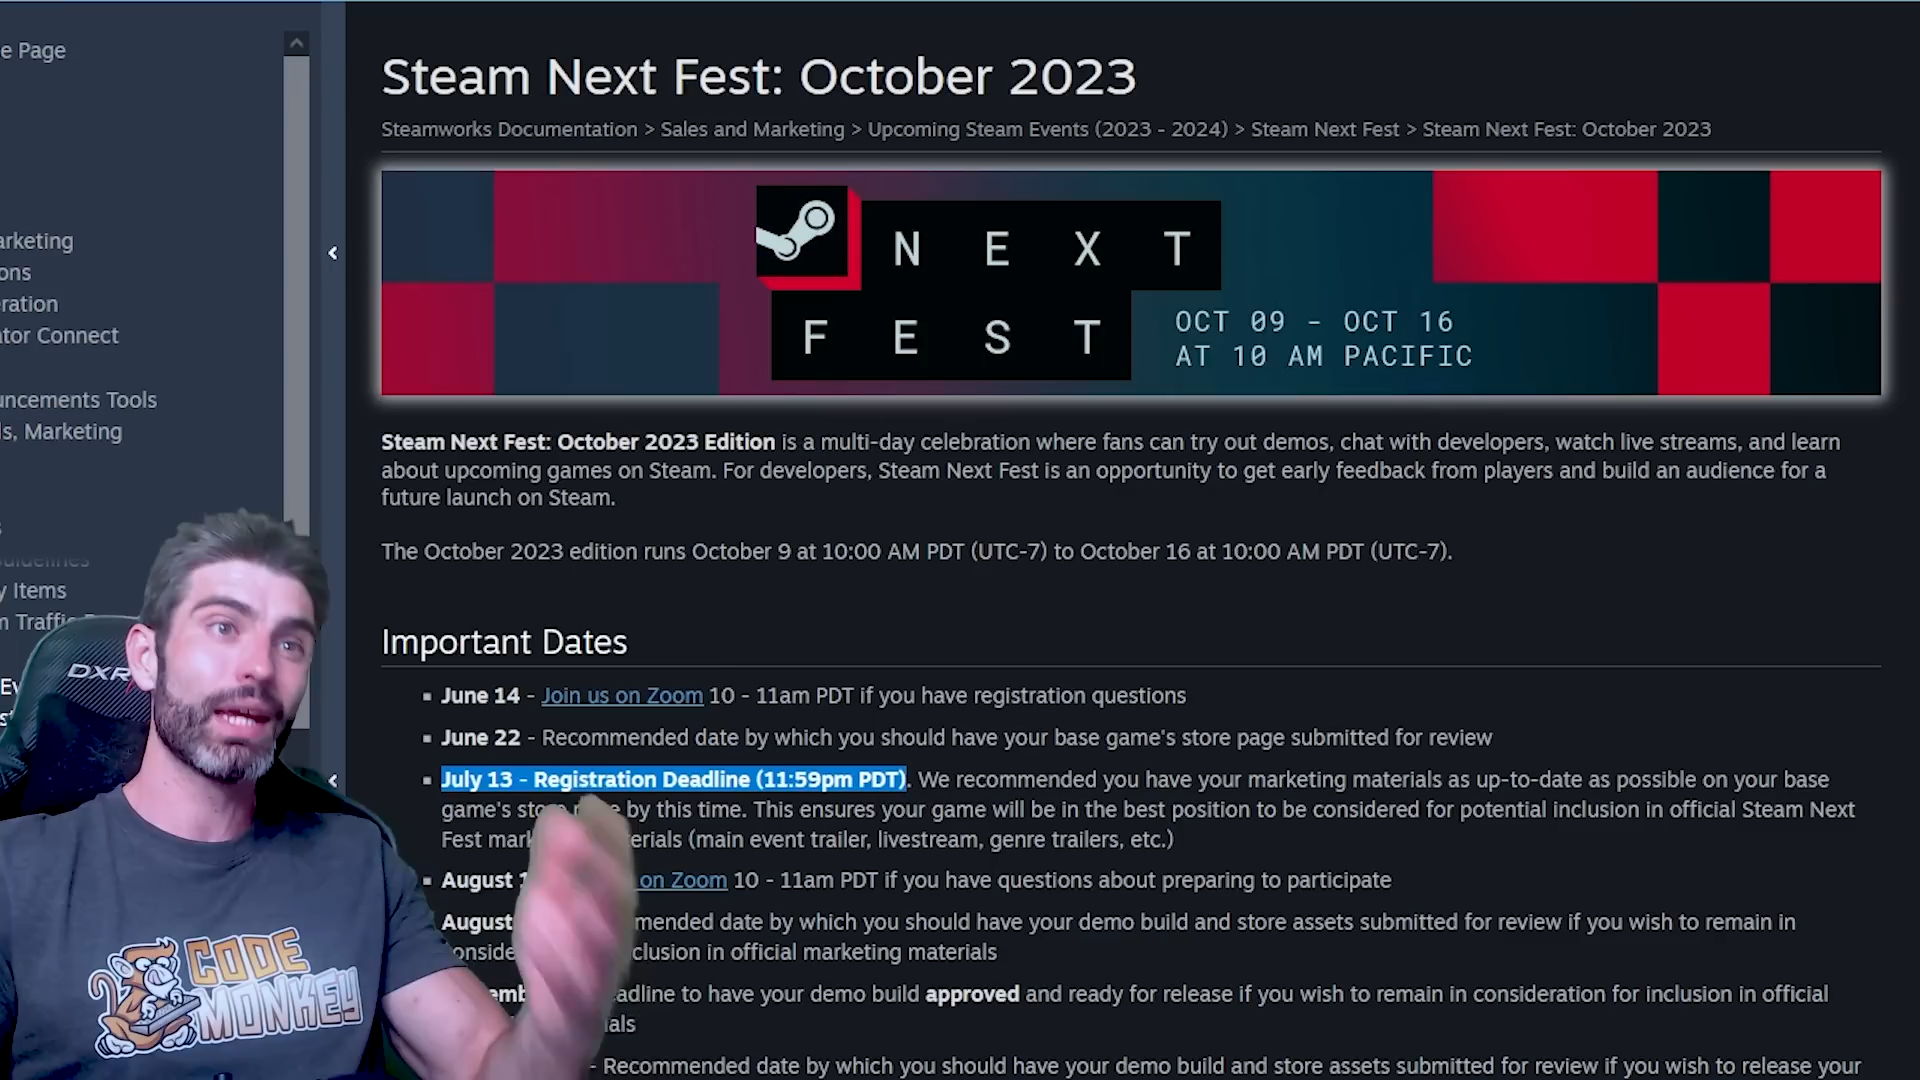 e Page
arketing
ons
eration
ator Connect
uncements Tools
ls, Marketing
y Items
Steam Next Fest: October 2023
Steamworks Documentation > Sales and Marketing > Upcoming Steam Events (2023 - 2024) > Steam Next Fest > Steam Next Fest: October 2023
NEXT
FEST
OCT 09 - OCT 16
AT 10 AM PACIFIC
Steam Next Fest: October 2023 Edition is a multi-day celebration where fans can try out demos, chat with developers, watch live streams, and learn
about upcoming games on Steam. For developers, Steam Next Fest is an opportunity to get early feedback from players and build an audience for a
future launch on Steam.
The October 2023 edition runs October 9 at 10:00 AM PDT (UTC-7) to October 16 at 10:00 AM PDT (UTC-7).
Important Dates
June 14 - Join us on Zoom 10 - 11am PDT if you have registration questions
June 22 - Recommended date by which you should have your base game's store page submitted for review
July 13 - Registration Deadline (11:59pm PDT). We recommended you have your marketing materials as up-to-date as possible on your base
game's by this time. This ensures your game will be in the best position to be considered for potential inclusion in official Steam Next
Fest mar erials (main event trailer, livestream, genre trailers, etc.)
August on Zoom 10 - 11am PDT if you have questions about preparing to participate
August mended date by which you should have your demo build and store assets submitted for review if you wish to remain in
onside clusion in official marketing materials
emb adline to have your demo build approved and ready for release if you wish to remain in consideration for inclusion in official
ials
- Recommended date by which you should have your demo build and store assets submitted for review if you wish to release your
DXR
CODE
MONKEY